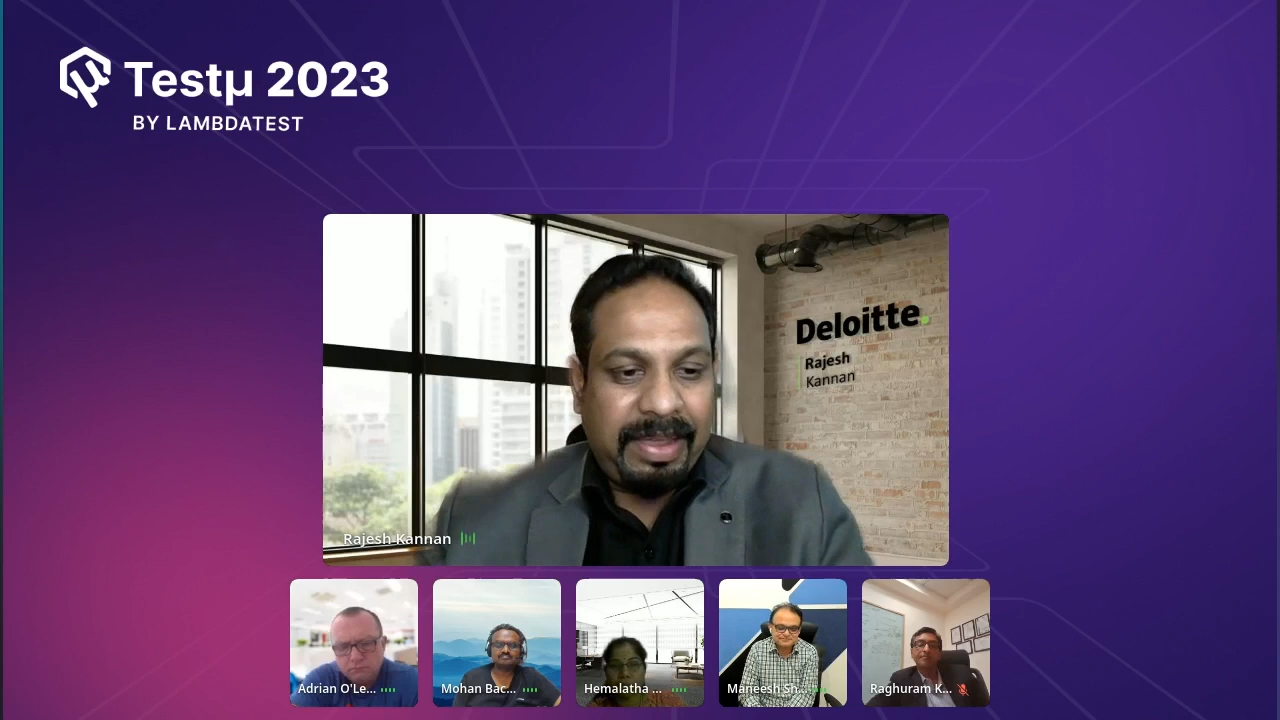 Testµ 2023
BY LAMBDATEST
Deloitte.
Rajesh
Kannan
Rajesh Kannan
Adrian O'Le...
Mohan Bac...
Hemalatha ...
Maneesh Sh...
Raghuram K...